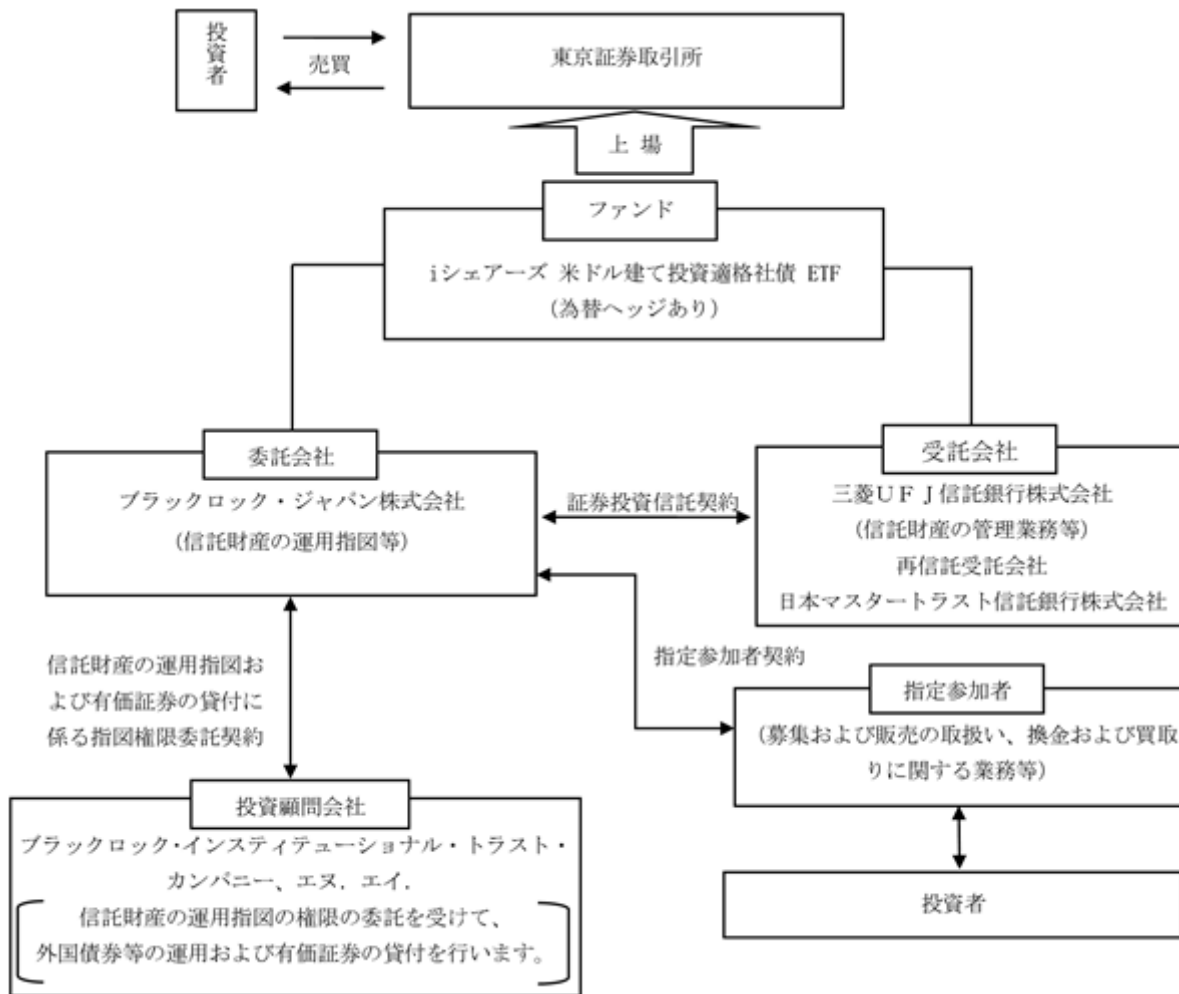 投資者
売買
東京証券取引所
上 場
ファンド
iシェアーズ 米ドル建て投資適格社債 ETF
（為替ヘッジあり）
委託会社
ブラックロック・ジャパン株式会社
（信託財産の運用指図等）
証券投資信託契約
受託会社
三菱ＵＦＪ信託銀行株式会社
（信託財産の管理業務等）
再信託受託会社
日本マスタートラスト信託銀行株式会社
信託財産の運用指図お
よび有価証券の貸付に
係る指図権限委託契約
指定参加者契約
指定参加者
（募集および販売の取扱い、換金および買取
りに関する業務等）
投資顧問会社
ブラックロック・インスティテューショナル・トラスト・
カンパニー、エヌ．エイ．
信託財産の運用指図の権限の委託を受けて、
外国債券等の運用および有価証券の貸付を行います。
投資者